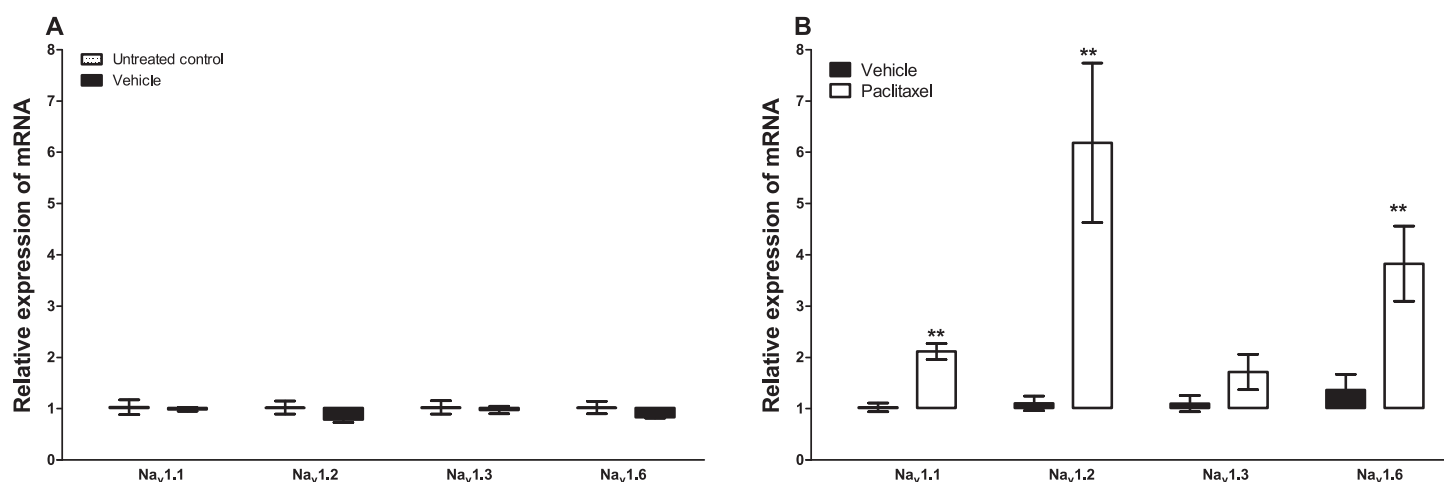 A
Untreated control
Vehicle
Relative expression of mRNA
8
7
6
5
4
3
2
1
0
Nav1.1
Nav1.2
Nav1.3
Nav1.6
B
Vehicle
Paclitaxel
Relative expression of mRNA
8
7
6
5
4
3
2
1
0
**
**
**
Nav1.1
Nav1.2
Nav1.3
Nav1.6